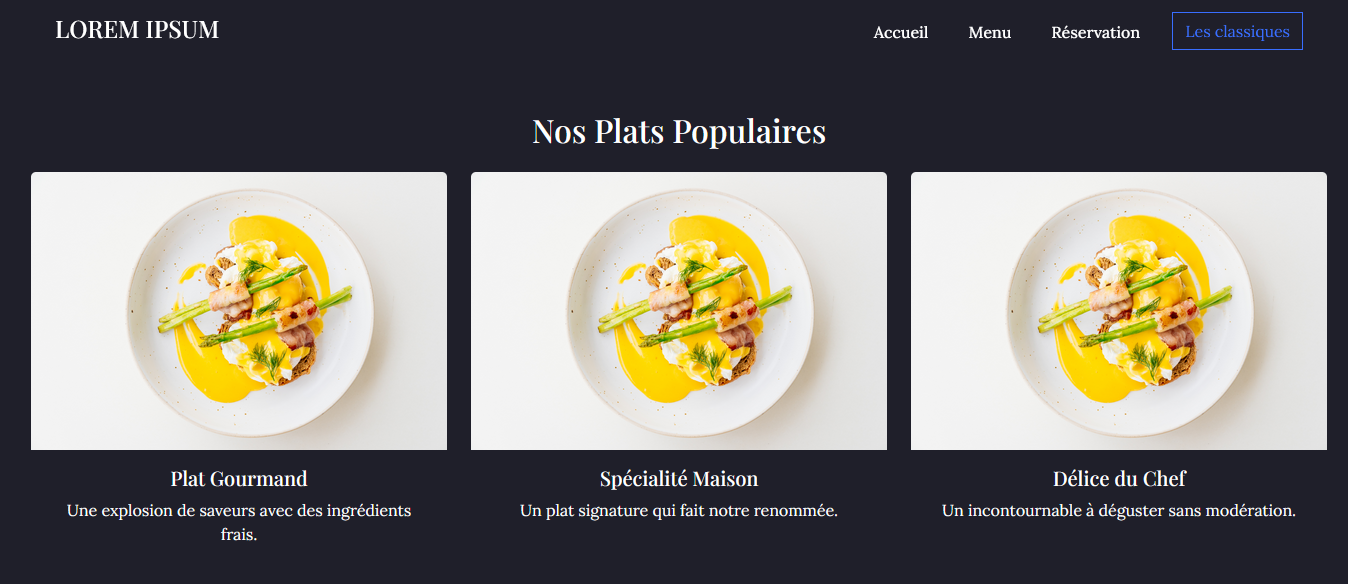 LOREM IPSUM
Accueil Menu Réservation Les classiques
Nos Plats Populaires
Plat Gourmand
Une explosion de saveurs avec des ingrédients
frais.
Spécialité Maison
Un plat signature qui fait notre renommée.
Délice du Chef
Un incontournable à déguster sans modération.